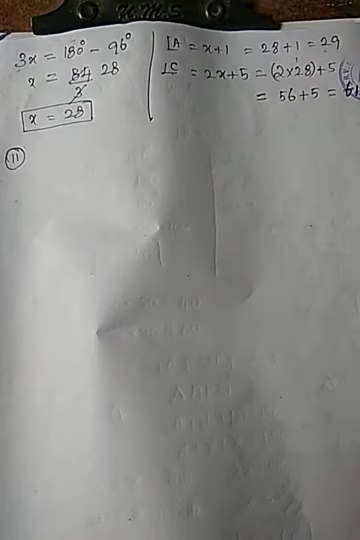 U.M.S
3x = 180° - 96°
x = 84/3 28
x = 28
∠A = x+1 = 28+1 = 29
∠C = 2x+5 = (2×28)+5
= 56+5 = 61
11